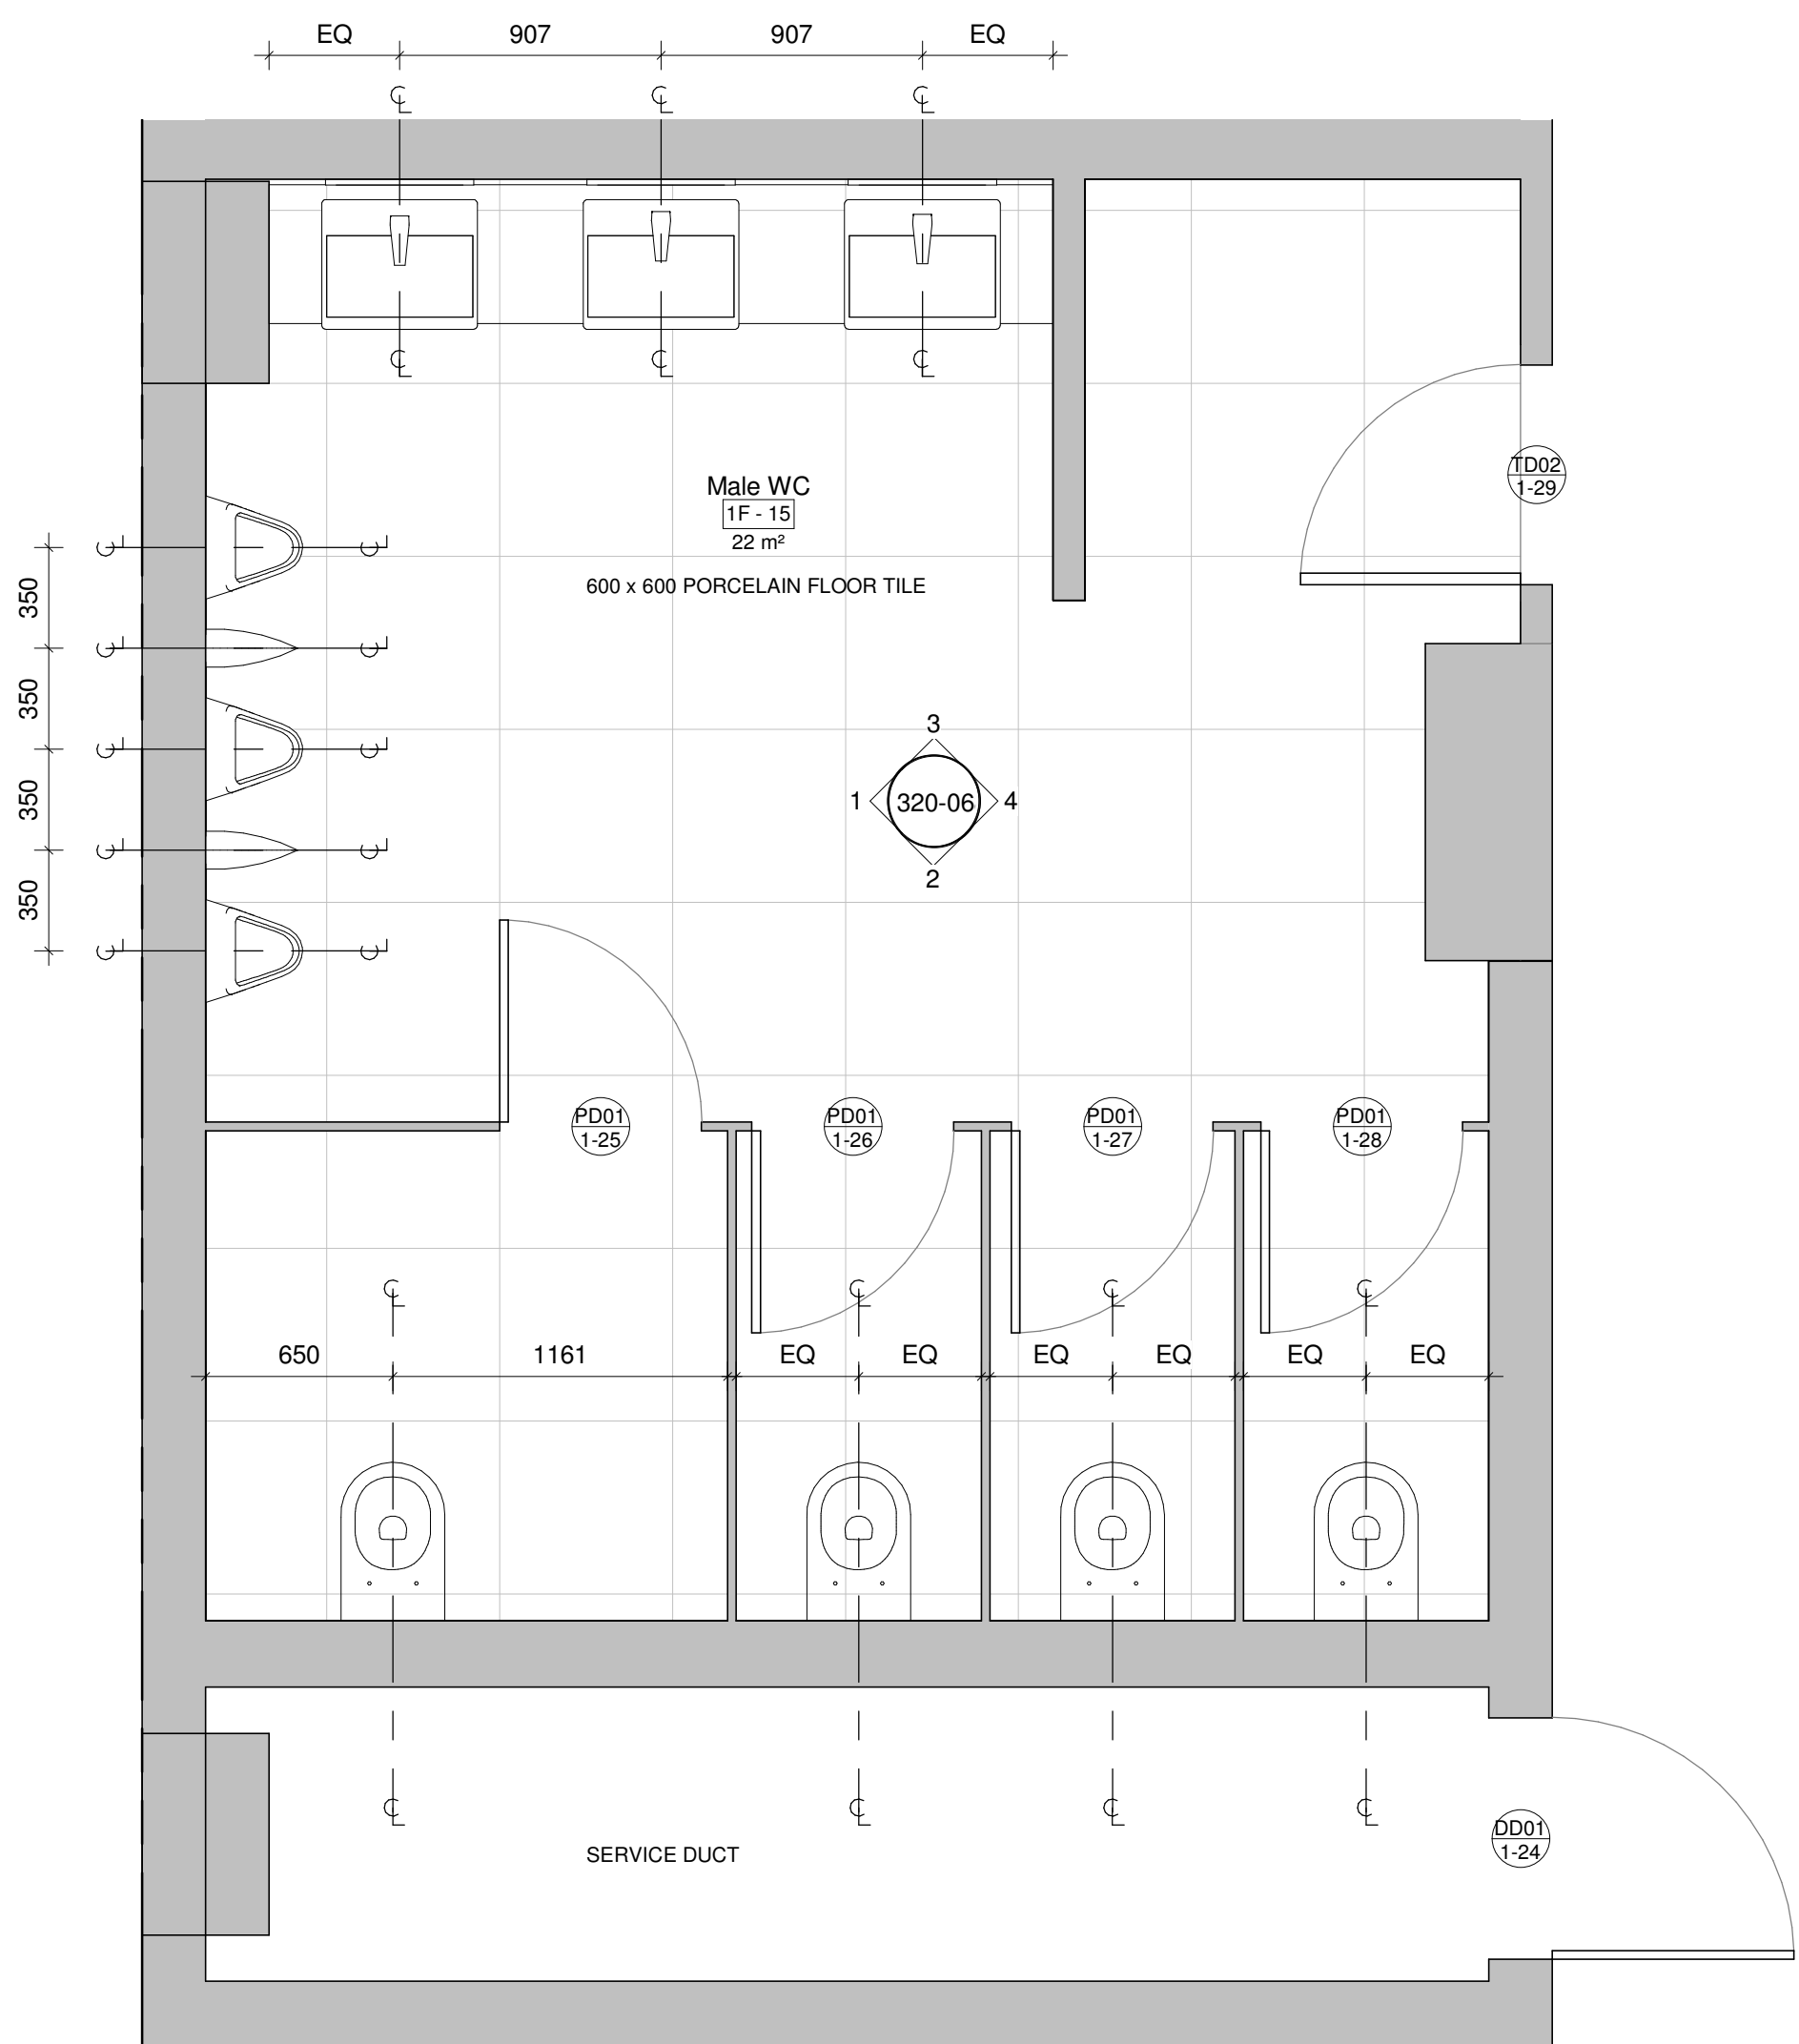 EQ 907 907 EQ
℄ ℄ ℄
℄ ℄ ℄
TD02
1-29
Male WC
1F - 15
22 m²
600 x 600 PORCELAIN FLOOR TILE
℄ ℄
350
℄ ℄
350
℄ ℄
350
℄ ℄
350
℄ ℄
3
1 320-06 4
2
PD01
1-25
PD01
1-26
PD01
1-27
PD01
1-28
℄ ℄ ℄ ℄
650 1161 EQ EQ EQ EQ EQ EQ
℄ ℄ ℄ ℄
SERVICE DUCT
DD01
1-24